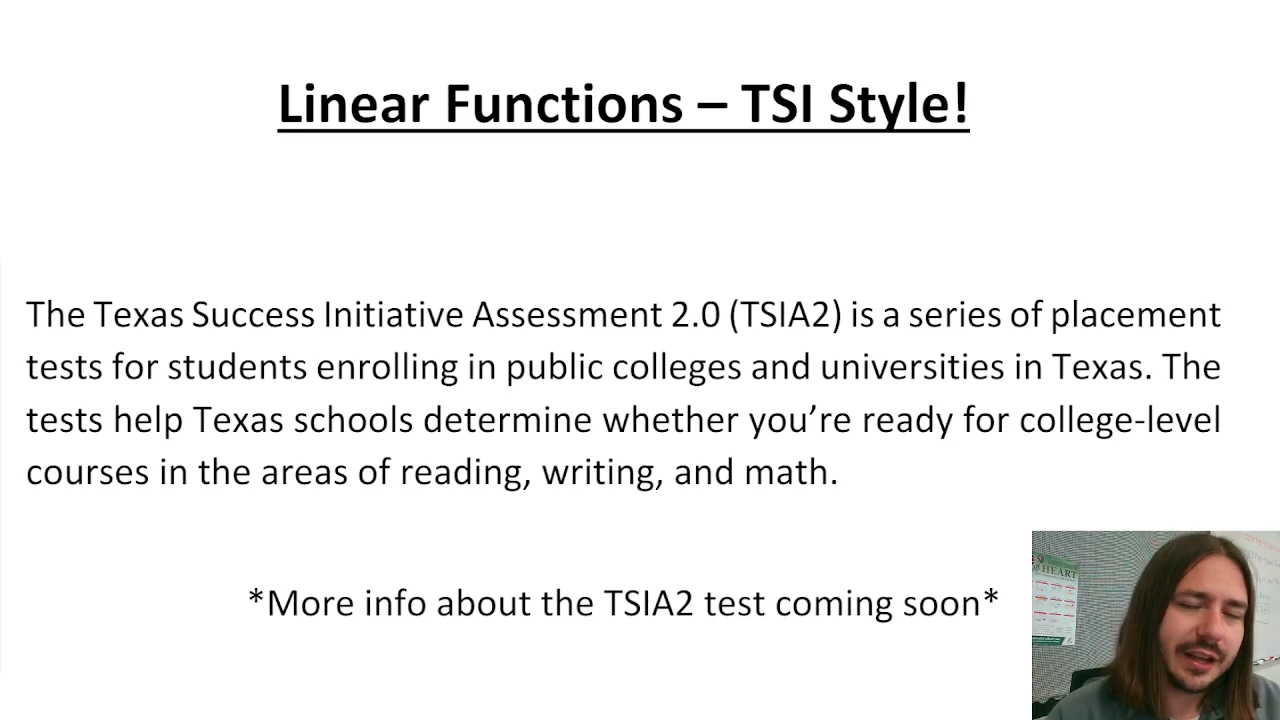 Linear Functions – TSI Style!
The Texas Success Initiative Assessment 2.0 (TSIA2) is a series of placement
tests for students enrolling in public colleges and universities in Texas. The
tests help Texas schools determine whether you’re ready for college-level
courses in the areas of reading, writing, and math.
*More info about the TSIA2 test coming soon*
HEART